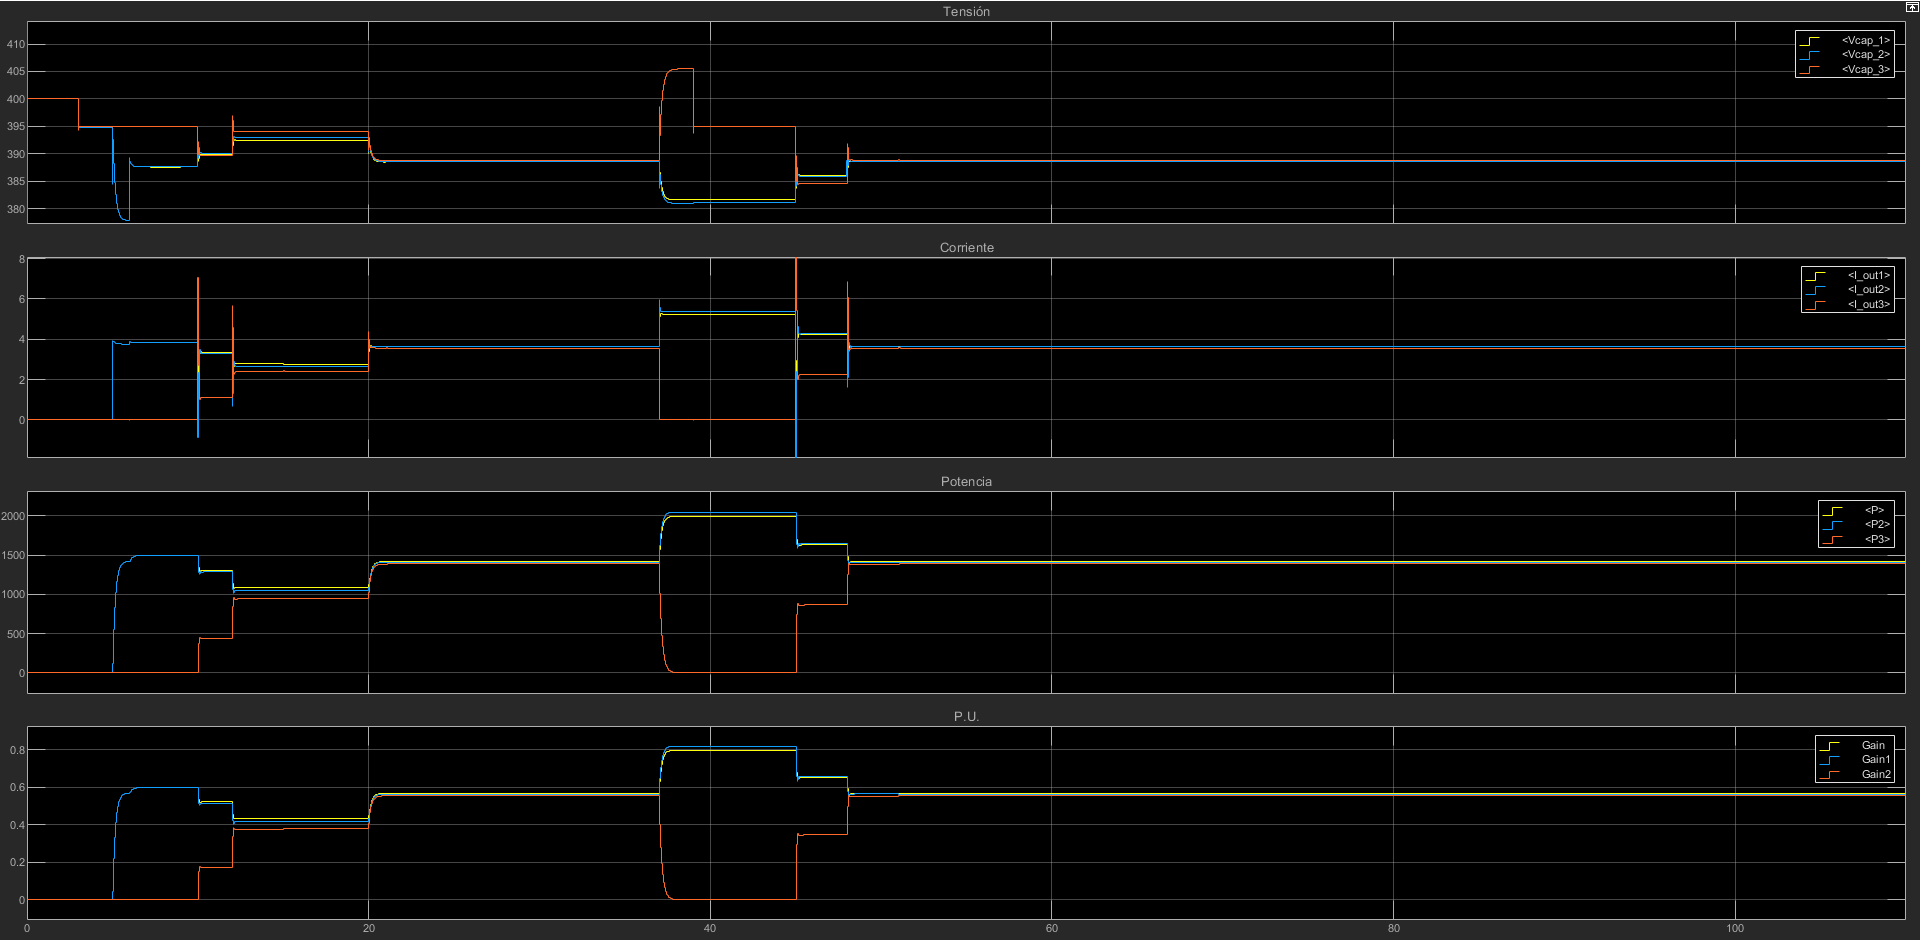 Tensión
410
405
400
395
390
385
380
<Vcap_1>
<Vcap_2>
<Vcap_3>
Corriente
8
6
4
2
0
<I_out1>
<I_out2>
<I_out3>
Potencia
2000
1500
1000
500
0
<P>
<P2>
<P3>
P.U.
0.8
0.6
0.4
0.2
0
Gain
Gain1
Gain2
0 20 40 60 80 100